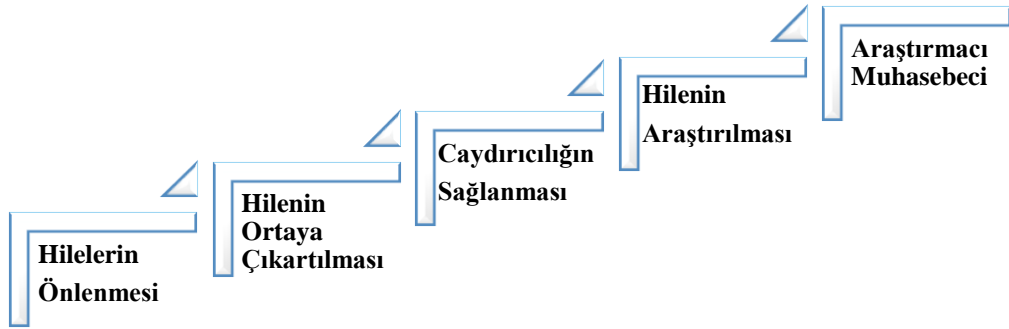 Hilelerin
Önlenmesi
Hilenin
Ortaya
Çıkartılması
Caydırıcılığın
Sağlanması
Hilenin
Araştırılması
Araştırmacı
Muhasebeci